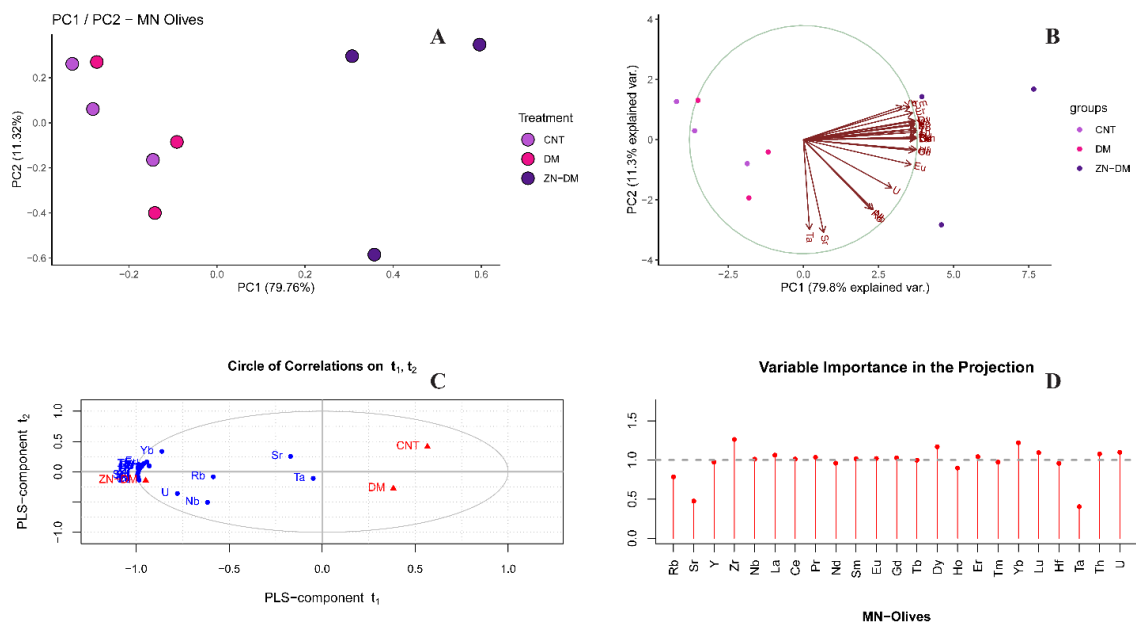 PC1 / PC2 − MN Olives
A
PC2 (11.32%)
0.2
0.0
−0.2
−0.4
−0.6
−0.2
0.0
0.2
0.4
0.6
PC1 (79.76%)
Treatment
CNT
DM
ZN−DM
B
PC2 (11.3% explained var.)
4
2
0
−2
−4
−2.5
0.0
2.5
5.0
7.5
PC1 (79.8% explained var.)
Eu
U
Sr
Ta
groups
CNT
DM
ZN−DM
Circle of Correlations on t1, t2
C
PLS−component t2
1.0
0.5
0.0
−1.0
−1.0
−0.5
0.0
0.5
1.0
PLS−component t1
Yb
Sr
Rb
Ta
U
Nb
CNT
DM
Variable Importance in the Projection
D
1.5
1.0
0.5
0.0
Rb
Sr
Y
Zr
Nb
La
Ce
Pr
Nd
Sm
Eu
Gd
Tb
Dy
Ho
Er
Tm
Yb
Lu
Hf
Ta
Th
U
MN−Olives